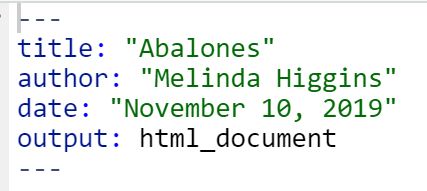 ---
title: "Abalones"
author: "Melinda Higgins"
date: "November 10, 2019"
output: html_document
---